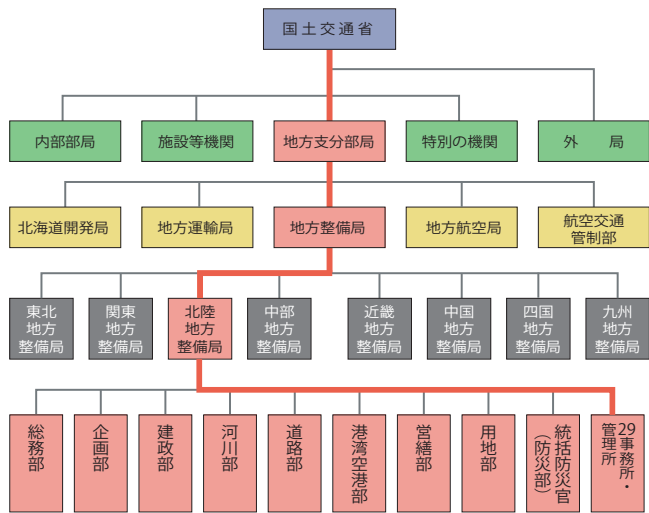 国土交通省
内部部局
施設等機関
地方支分部局
特別の機関
外　局
北海道開発局
地方運輸局
地方整備局
地方航空局
航空交通
管制部
東北
地方
整備局
関東
地方
整備局
北陸
地方
整備局
中部
地方
整備局
近畿
地方
整備局
中国
地方
整備局
四国
地方
整備局
九州
地方
整備局
総務部
企画部
建政部
河川部
道路部
港湾空港部
営繕部
用地部
統括防災官
（防災部）
29事務所・
管理所